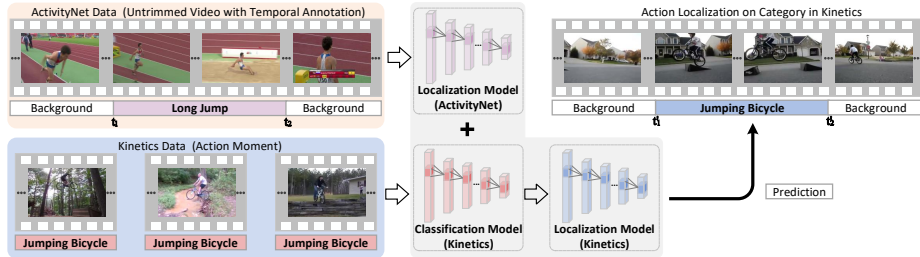 ActivityNet Data (Untrimmed Video with Temporal Annotation)
Background
Long Jump
Background
t1
t2
Kinetics Data (Action Moment)
Jumping Bicycle
Jumping Bicycle
Jumping Bicycle
Localization Model
(ActivityNet)
+
Classification Model
(Kinetics)
Localization Model
(Kinetics)
Action Localization on Category in Kinetics
Background
Jumping Bicycle
Background
t'1
t'2
Prediction